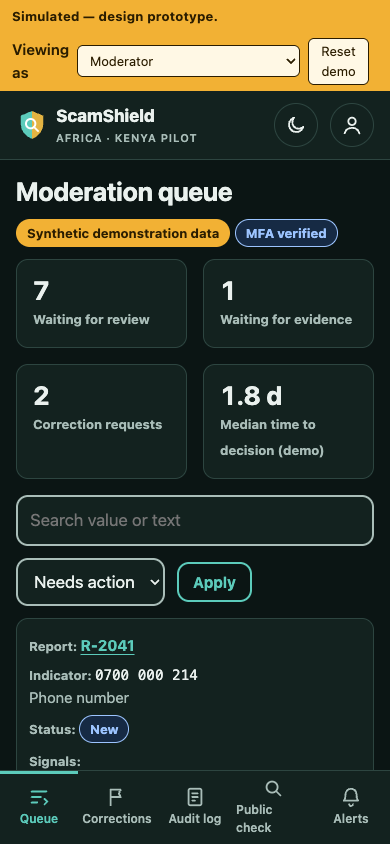 Simulated — design prototype.
Viewing as
Moderator
Reset demo
ScamShield
AFRICA · KENYA PILOT
Moderation queue
Synthetic demonstration data
MFA verified
7
Waiting for review
1
Waiting for evidence
2
Correction requests
1.8 d
Median time to
decision (demo)
Search value or text
Needs action
Apply
Report: R-2041
Indicator: 0700 000 214
Phone number
Status: New
Signals:
Queue
Corrections
Audit log
Public check
Alerts